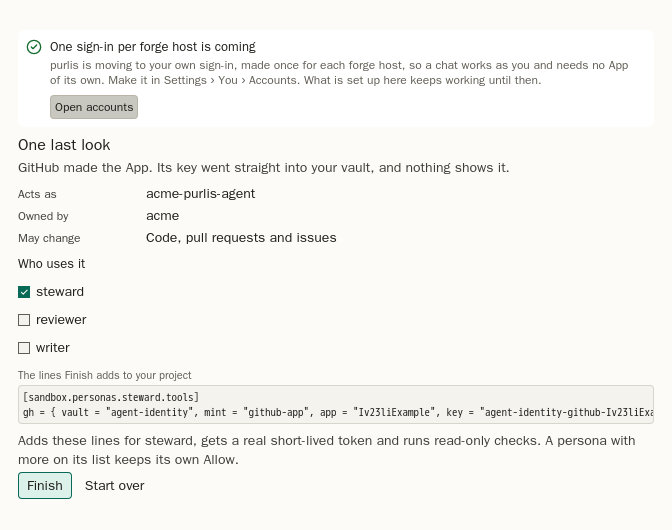 One sign-in per forge host is coming
purlis is moving to your own sign-in, made once for each forge host, so a chat works as you and needs no App
of its own. Make it in Settings › You › Accounts. What is set up here keeps working until then.
Open accounts
One last look
GitHub made the App. Its key went straight into your vault, and nothing shows it.
Acts as acme-purlis-agent
Owned by acme
May change Code, pull requests and issues
Who uses it
steward
reviewer
writer
The lines Finish adds to your project
[sandbox.personas.steward.tools]
gh = { vault = "agent-identity", mint = "github-app", app = "Iv23liExample", key = "agent-identity-github-Iv23liExa
Adds these lines for steward, gets a real short-lived token and runs read-only checks. A persona with
more on its list keeps its own Allow.
Finish Start over